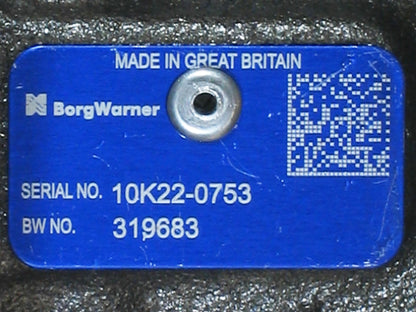 MADE IN GREAT BRITAIN
BorgWarner
SERIAL NO. 10K22-0753
BW NO. 319683